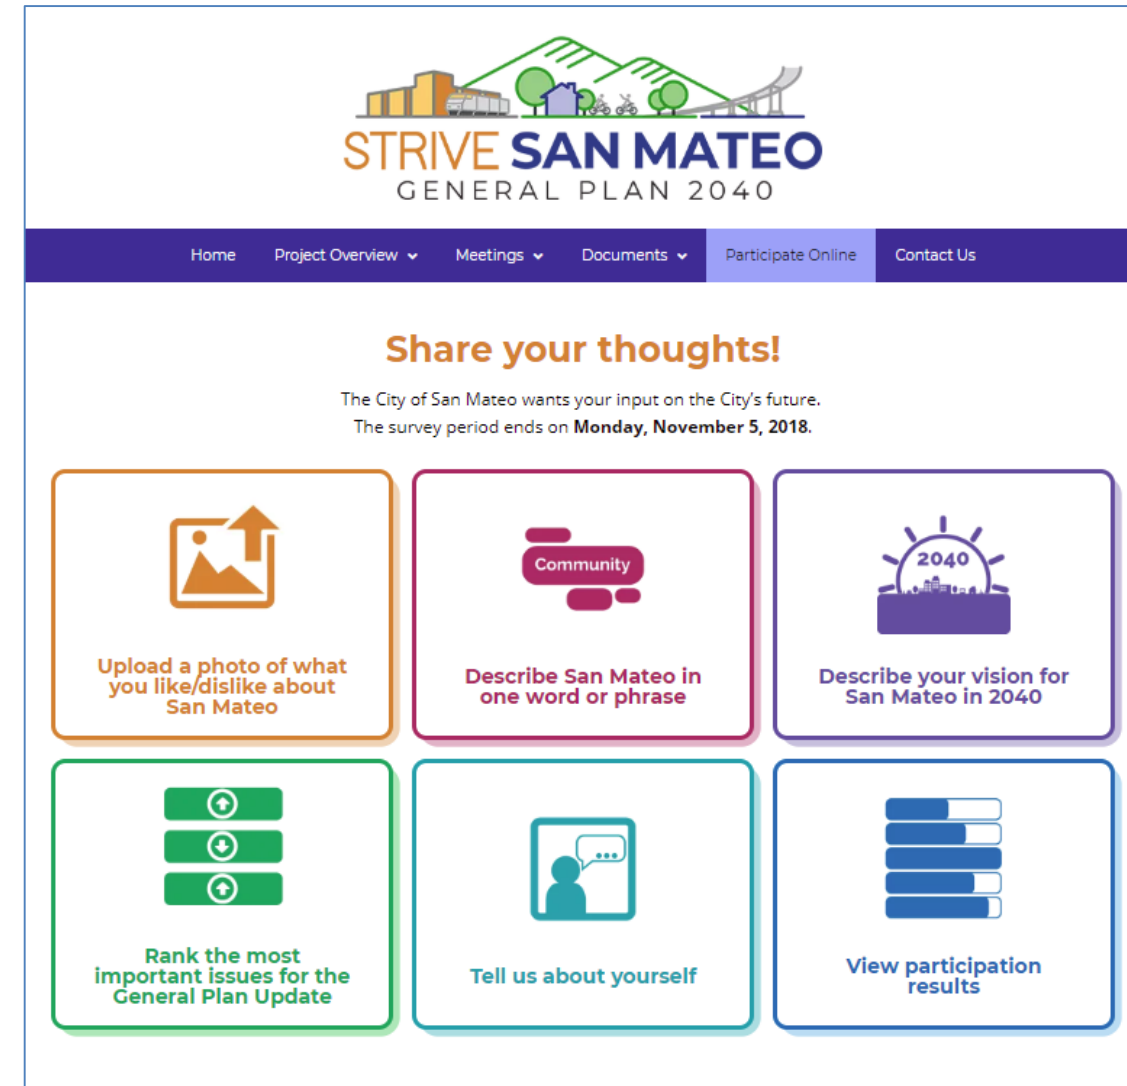 STRIVE SAN MATEO
GENERAL PLAN 2040
Home Project Overview Meetings Documents Participate Online Contact Us
Share your thoughts!
The City of San Mateo wants your input on the City's future.
The survey period ends on Monday, November 5, 2018.
Upload a photo of what
you like/dislike about
San Mateo
Community
Describe San Mateo in
one word or phrase
2040
Describe your vision for
San Mateo in 2040
Rank the most
important issues for the
General Plan Update
Tell us about yourself
View participation
results